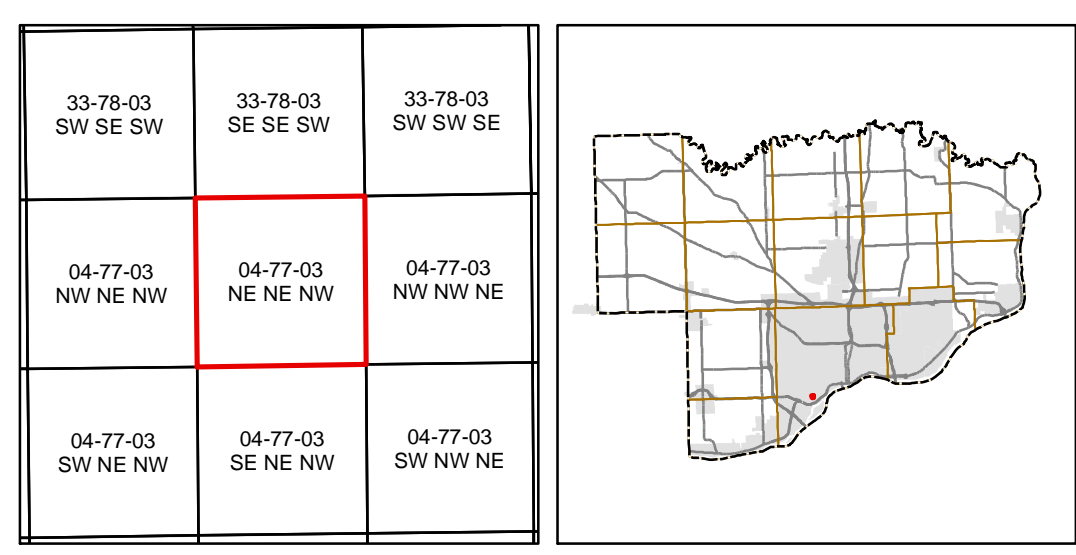 33-78-03
SW SE SW
33-78-03
SE SE SW
33-78-03
SW SW SE
04-77-03
NW NE NW
04-77-03
NE NE NW
04-77-03
NW NW NE
04-77-03
SW NE NW
04-77-03
SE NE NW
04-77-03
SW NW NE